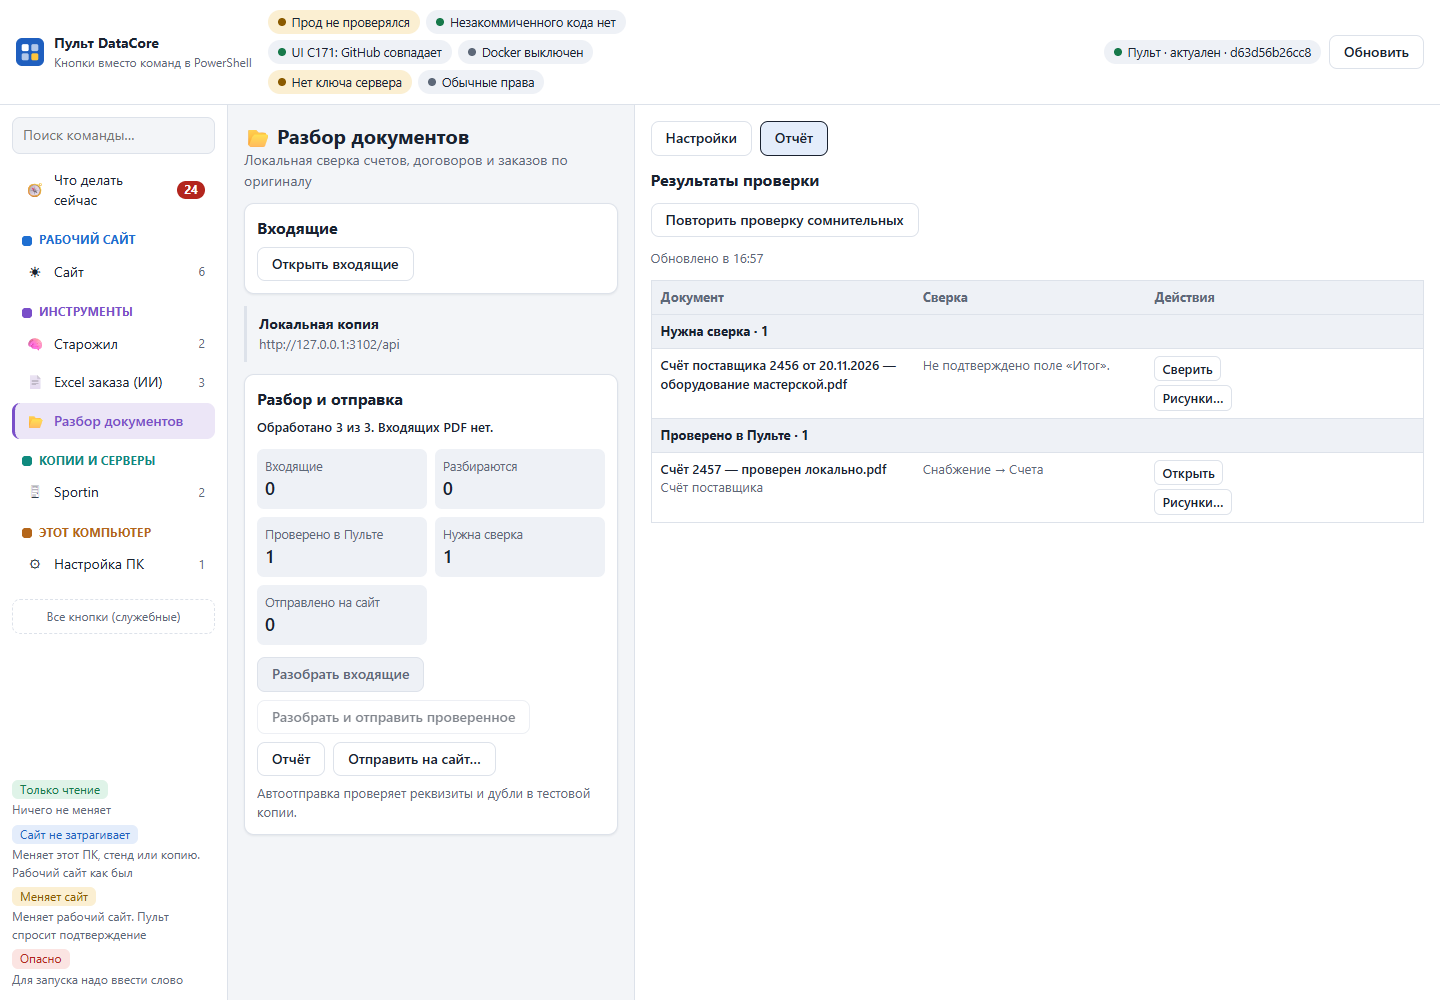 Пульт DataCore
Кнопки вместо команд в PowerShell
Прод не проверялся
Незакоммиченного кода нет
UI C171: GitHub совпадает
Docker выключен
Нет ключа сервера
Обычные права
Пульт · актуален · d63d56b26cc8
Обновить
Поиск команды...
Что делать
сейчас
24
РАБОЧИЙ САЙТ
Сайт
6
ИНСТРУМЕНТЫ
Старожил
2
Excel заказа (ИИ)
3
Разбор документов
КОПИИ И СЕРВЕРЫ
Sportin
2
ЭТОТ КОМПЬЮТЕР
Настройка ПК
1
Все кнопки (служебные)
Только чтение
Ничего не меняет
Сайт не затрагивает
Меняет этот ПК, стенд или копию.
Рабочий сайт как был
Меняет сайт
Меняет рабочий сайт. Пульт
спросит подтверждение
Опасно
Для запуска надо ввести слово
Разбор документов
Локальная сверка счетов, договоров и заказов по
оригиналу
Входящие
Открыть входящие
Локальная копия
http://127.0.0.1:3102/api
Разбор и отправка
Обработано 3 из 3. Входящих PDF нет.
Входящие
0
Разбираются
0
Проверено в Пульте
1
Нужна сверка
1
Отправлено на сайт
0
Разобрать входящие
Разобрать и отправить проверенное
Отчёт
Отправить на сайт...
Автоотправка проверяет реквизиты и дубли в тестовой
копии.
Настройки
Отчёт
Результаты проверки
Повторить проверку сомнительных
Обновлено в 16:57
Документ
Сверка
Действия
Нужна сверка · 1
Счёт поставщика 2456 от 20.11.2026 —
оборудование мастерской.pdf
Не подтверждено поле «Итог».
Сверить
Рисунки...
Проверено в Пульте · 1
Счёт 2457 — проверен локально.pdf
Счёт поставщика
Снабжение → Счета
Открыть
Рисунки...